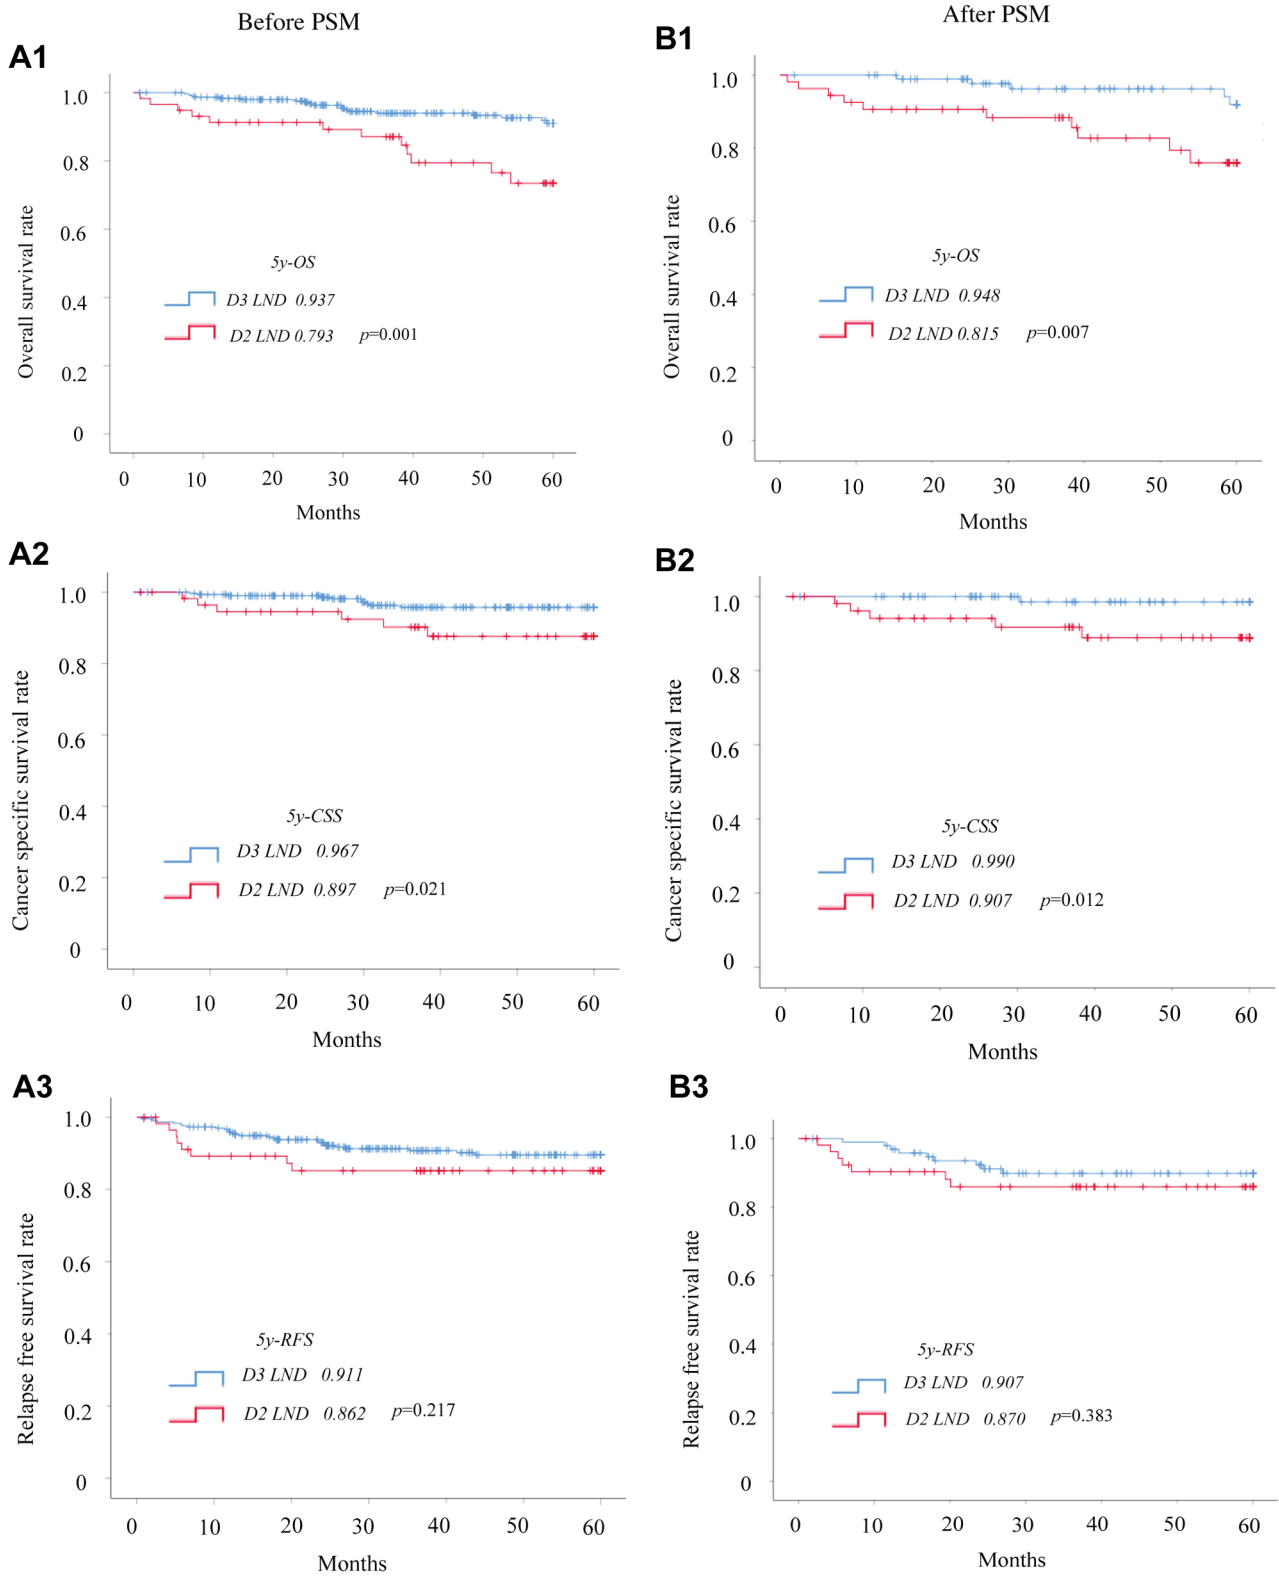 Before PSM
After PSM
A1
1.0
0.8
0.6
0.4
0.2
0
Overall survival rate
5y-OS
D3 LND 0.937
D2 LND 0.793 p=0.001
0 10 20 30 40 50 60
Months
B1
1.0
0.8
0.6
0.4
0.2
0
Overall survival rate
5y-OS
D3 LND 0.948
D2 LND 0.815 p=0.007
0 10 20 30 40 50 60
Months
A2
1.0
0.8
0.6
0.4
0.2
0
Cancer specific survival rate
5y-CSS
D3 LND 0.967
D2 LND 0.897 p=0.021
0 10 20 30 40 50 60
Months
B2
1.0
0.8
0.6
0.4
0.2
0
Cancer specific survival rate
5y-CSS
D3 LND 0.990
D2 LND 0.907 p=0.012
0 10 20 30 40 50 60
Months
A3
1.0
0.8
0.6
0.4
0.2
0
Relapse free survival rate
5y-RFS
D3 LND 0.911
D2 LND 0.862 p=0.217
0 10 20 30 40 50 60
Months
B3
1.0
0.8
0.6
0.4
0.2
0
Relapse free survival rate
5y-RFS
D3 LND 0.907
D2 LND 0.870 p=0.383
0 10 20 30 40 50 60
Months